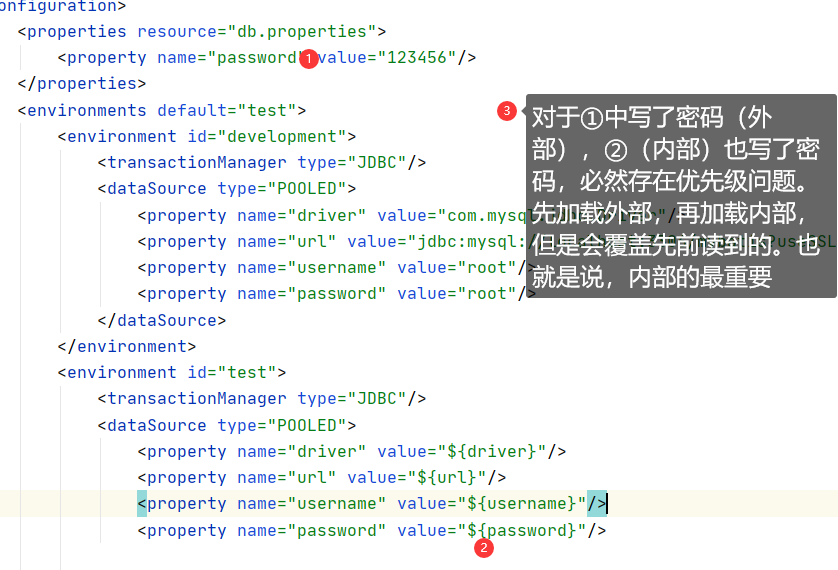 onfiguration>
<properties resource="db.properties">
<property name="password" value="123456"/>
1
</properties>
<environments default="test">
<environment id="development">
<transactionManager type="JDBC"/>
<dataSource type="POOLED">
<property name="driver" value="com.mysql
<property name="url" value="jdbc:mysql:/
<property name="username" value="root"/>
<property name="password" value="root"/>
</dataSource>
</environment>
3
对于①中写了密码（外
部），②（内部）也写了密
码，必然存在优先级问题。
先加载外部，再加载内部，
但是会覆盖先前读到的。也
就是说，内部的最重要
<environment id="test">
<transactionManager type="JDBC"/>
<dataSource type="POOLED">
<property name="driver" value="${driver}"/>
<property name="url" value="${url}"/>
<property name="username" value="${username}"/>
<property name="password" value="${password}"/>
2